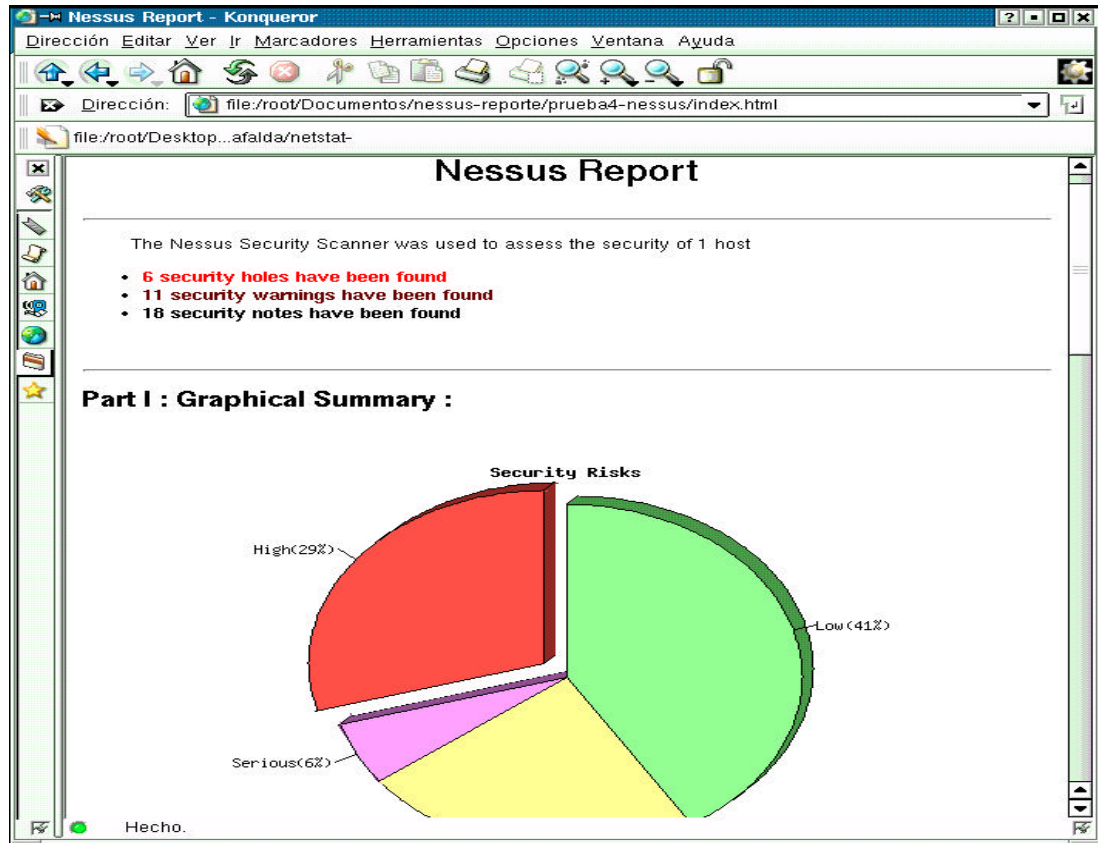 Nessus Report - Konqueror
Dirección Editar Ver Ir Marcadores Herramientas Opciones Ventana Ayuda
Dirección: file:/root/Documentos/nessus-reporte/prueba4-nessus/index.html
file:/root/Desktop...afalda/netstat-
Nessus Report
The Nessus Security Scanner was used to assess the security of 1 host
• 6 security holes have been found
• 11 security warnings have been found
• 18 security notes have been found
Part I : Graphical Summary :
Security Risks
High(29%)
Low(41%)
Serious(6%)
Hecho.